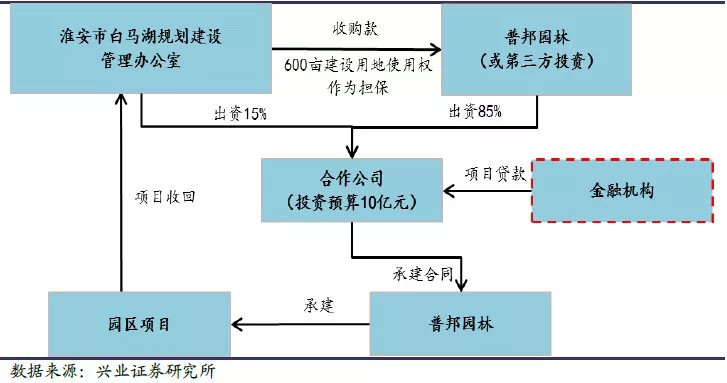 淮安市白马湖规划建设
管理办公室
收购款
600亩建设用地使用权
作为担保
普邦园林
（或第三方投资）
出资15%
出资85%
合作公司
（投资预算10亿元）
项目贷款
金融机构
项目收回
承建合同
园区项目
承建
普邦园林
数据来源：兴业证券研究所